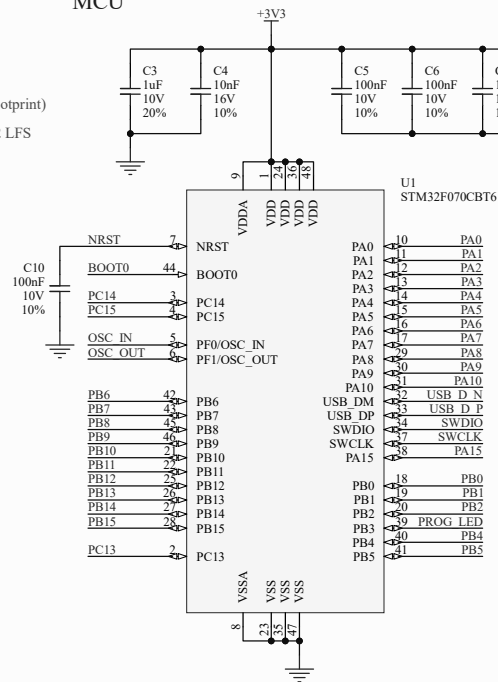 MCU
+3V3
otprint)
LFS
C3
1uF
10V
20%
C4
10nF
16V
10%
C5
100nF
10V
10%
C6
100nF
10V
10%
9
1
24
36
48
VDDA
VDD
VDD
VDD
VDD
U1
STM32F070CBT6
C10
100nF
10V
10%
NRST 7 NRST
BOOT0 44 BOOT0
PC14 3 PC14
PC15 4 PC15
OSC_IN 5 PF0/OSC_IN
OSC_OUT 6 PF1/OSC_OUT
PB6 42 PB6
PB7 43 PB7
PB8 45 PB8
PB9 46 PB9
PB10 21 PB10
PB11 22 PB11
PB12 25 PB12
PB13 26 PB13
PB14 27 PB14
PB15 28 PB15
PC13 2 PC13
PA0 10 PA0
PA1 11 PA1
PA2 12 PA2
PA3 13 PA3
PA4 14 PA4
PA5 15 PA5
PA6 16 PA6
PA7 17 PA7
PA8 29 PA8
PA9 30 PA9
PA10 31 PA10
USB_DM 32 USB_D_N
USB_DP 33 USB_D_P
SWDIO 34 SWDIO
SWCLK 37 SWCLK
PA15 38 PA15
PB0 18 PB0
PB1 19 PB1
PB2 20 PB2
PB3 39 PROG_LED
PB4 40 PB4
PB5 41 PB5
VSSA
VSS
VSS
VSS
8
23
35
47